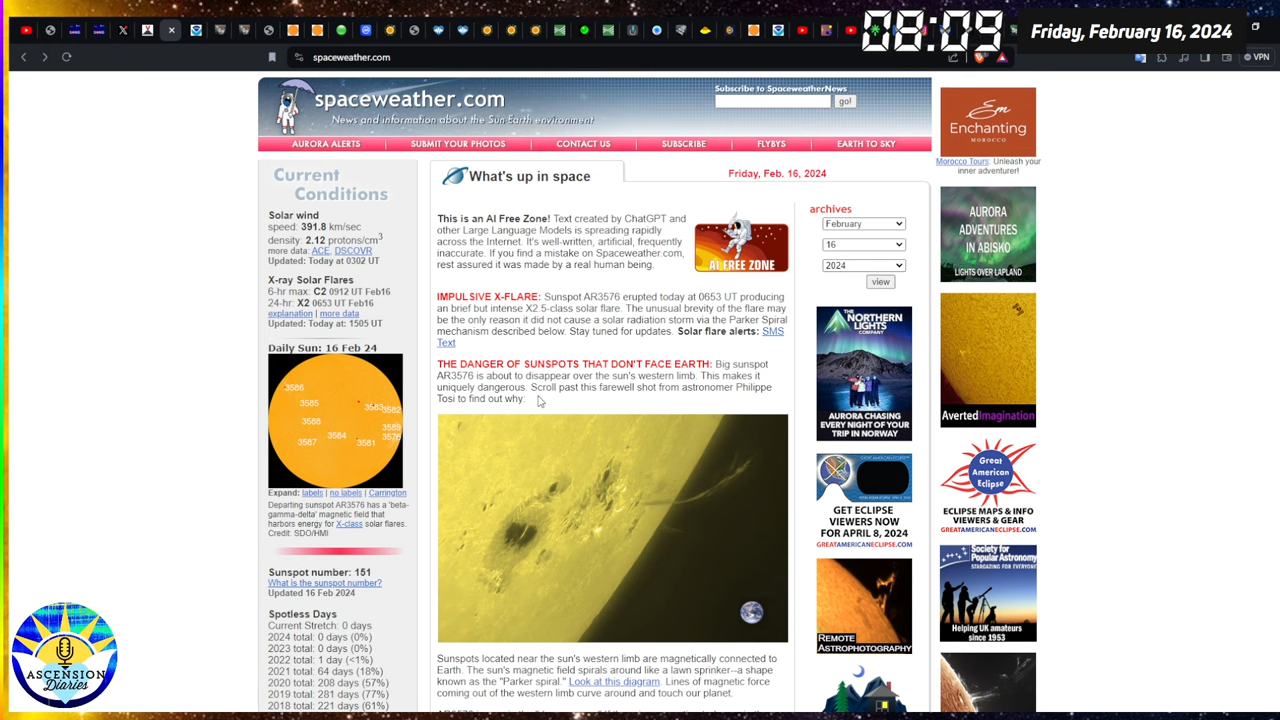 08:09
Friday, February 16, 2024
spaceweather.com
VPN
spaceweather.com
News and information about the Sun-Earth environment
Subscribe to SpaceweatherNews
go!
AURORA ALERTS
SUBMIT YOUR PHOTOS
CONTACT US
SUBSCRIBE
FLYBYS
EARTH TO SKY
Current
Conditions
Solar wind
speed: 391.8 km/sec
density: 2.12 protons/cm3
more data: ACE, DSCOVR
Updated: Today at 0302 UT
X-ray Solar Flares
6-hr max: C2 0912 UT Feb16
24-hr: X2 0653 UT Feb16
explanation | more data
Updated: Today at: 1505 UT
Daily Sun: 16 Feb 24
3586
3585
3583
3582
3588
3589
3584
3576
3587
3581
Expand: labels | no labels | Carrington
Departing sunspot AR3576 has a 'beta-
gamma-delta' magnetic field that
harbors energy for X-class solar flares.
Credit: SDO/HMI
Sunspot number: 151
What is the sunspot number?
Updated 16 Feb 2024
Spotless Days
Current Stretch: 0 days
2024 total: 0 days (0%)
2023 total: 0 days (0%)
2022 total: 1 day (<1%)
2021 total: 64 days (18%)
2020 total: 208 days (57%)
2019 total: 281 days (77%)
2018 total: 221 days (61%)
What's up in space
Friday, Feb. 16, 2024
This is an AI Free Zone! Text created by ChatGPT and
other Large Language Models is spreading rapidly
across the Internet. It's well-written, artificial, frequently
inaccurate. If you find a mistake on Spaceweather.com,
rest assured it was made by a real human being.
AI FREE ZONE
IMPULSIVE X-FLARE: Sunspot AR3576 erupted today at 0653 UT producing
an brief but intense X2.5-class solar flare. The unusual brevity of the flare may
be the only reason it did not cause a solar radiation storm via the Parker Spiral
mechanism described below. Stay tuned for updates. Solar flare alerts: SMS
Text
THE DANGER OF SUNSPOTS THAT DON'T FACE EARTH: Big sunspot
AR3576 is about to disappear over the sun's western limb. This makes it
uniquely dangerous. Scroll past this farewell shot from astronomer Philippe
Tosi to find out why:
Sunspots located near the sun's western limb are magnetically connected to
Earth. The sun's magnetic field spirals around like a lawn sprinkler--a shape
known as the "Parker spiral." Look at this diagram. Lines of magnetic force
coming out of the western limb curve around and touch our planet.
archives
February
16
2024
view
THE
NORTHERN
LIGHTS
COMPANY
AURORA CHASING
EVERY NIGHT OF YOUR
TRIP IN NORWAY
GET ECLIPSE
VIEWERS NOW
FOR APRIL 8, 2024
GREATAMERICANECLIPSE.COM
REMOTE
ASTROPHOTOGRAPHY
Em
Enchanting
MOROCCO
Morocco Tours: Unleash your
inner adventurer!
AURORA
ADVENTURES
IN ABISKO
LIGHTS OVER LAPLAND
AvertedImagination
Great
American
Eclipse
ECLIPSE MAPS & INFO
VIEWERS & GEAR
GREATAMERICANECLIPSE.COM
Society for
Popular Astronomy
STARGAZING FOR EVERYONE
Helping UK amateurs
since 1953
ASCENSION
Diaries